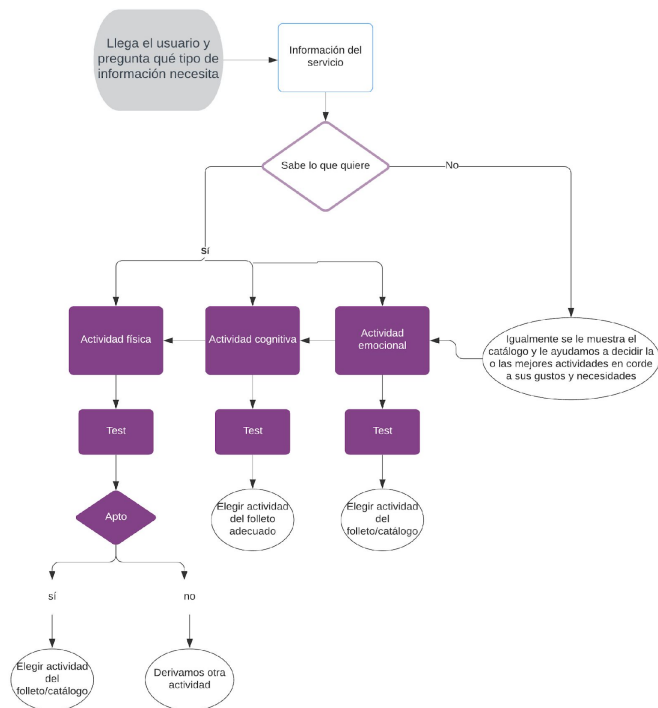 Llega el usuario y
pregunta qué tipo de
información necesita
Información del
servicio
Sabe lo que quiere
No
sí
Actividad física
Actividad cognitiva
Actividad
emocional
Igualmente se le muestra el
catálogo y le ayudamos a decidir la
o las mejores actividades en corde
a sus gustos y necesidades
Test
Test
Test
Apto
Elegir actividad
del folleto
adecuado
Elegir actividad
del
folleto/catálogo
sí
no
Elegir actividad
del
folleto/catálogo
Derivamos otra
actividad